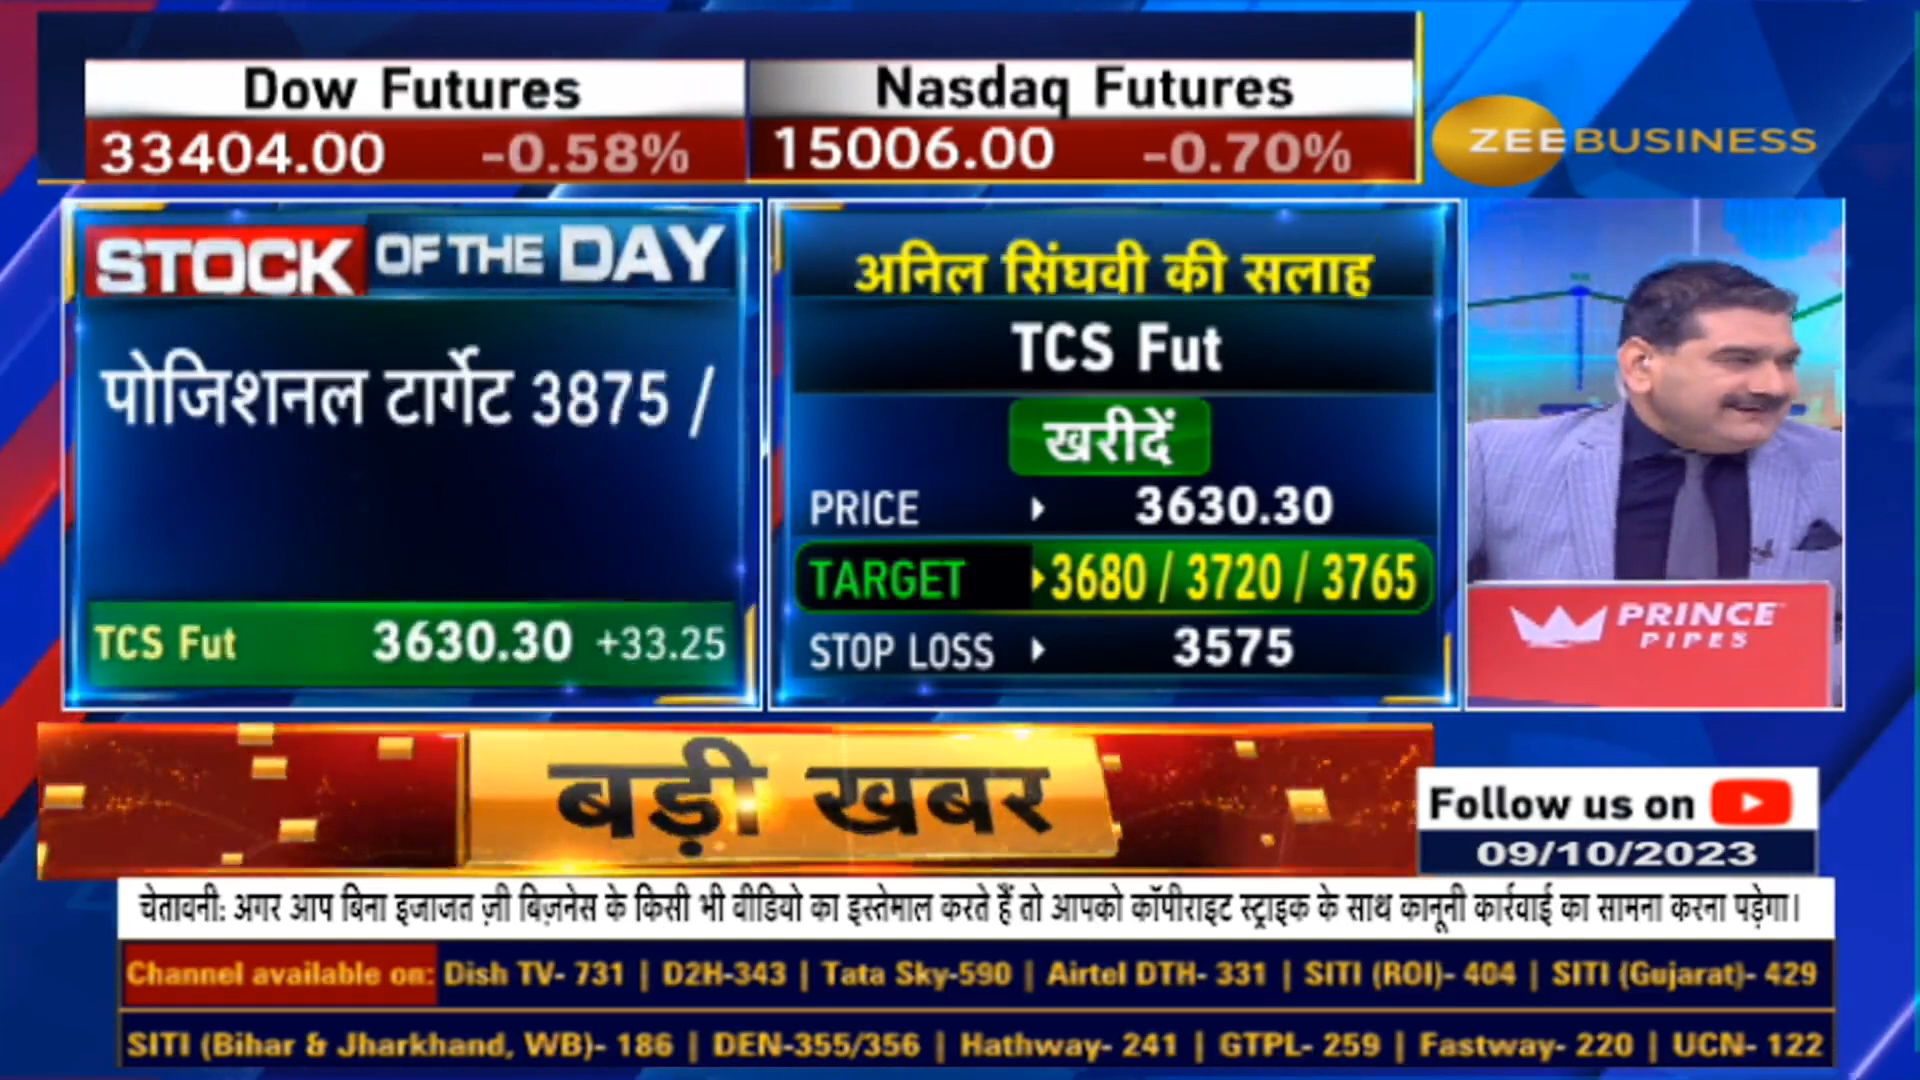 Dow Futures
33404.00 -0.58%
Nasdaq Futures
15006.00 -0.70%
ZEEBUSINESS
STOCK OF THE DAY
पोजिशनल टार्गेट 3875 /
TCS Fut 3630.30 +33.25
अनिल सिंघवी की सलाह
TCS Fut
खरीदें
PRICE 3630.30
TARGET 3680 / 3720 / 3765
STOP LOSS 3575
PRINCE
PIPES
बड़ी खबर
Follow us on
09/10/2023
चेतावनी: अगर आप बिना इजाजत ज़ी बिज़नेस के किसी भी वीडियो का इस्तेमाल करते हैं तो आपको कॉपीराइट स्ट्राइक के साथ कानूनी कार्रवाई का सामना करना पड़ेगा।
Channel available on: Dish TV- 731 | D2H-343 | Tata Sky-590 | Airtel DTH- 331 | SITI (ROI)- 404 | SITI (Gujarat)- 429
SITI (Bihar & Jharkhand, WB)- 186 | DEN-355/356 | Hathway- 241 | GTPL- 259 | Fastway- 220 | UCN- 122